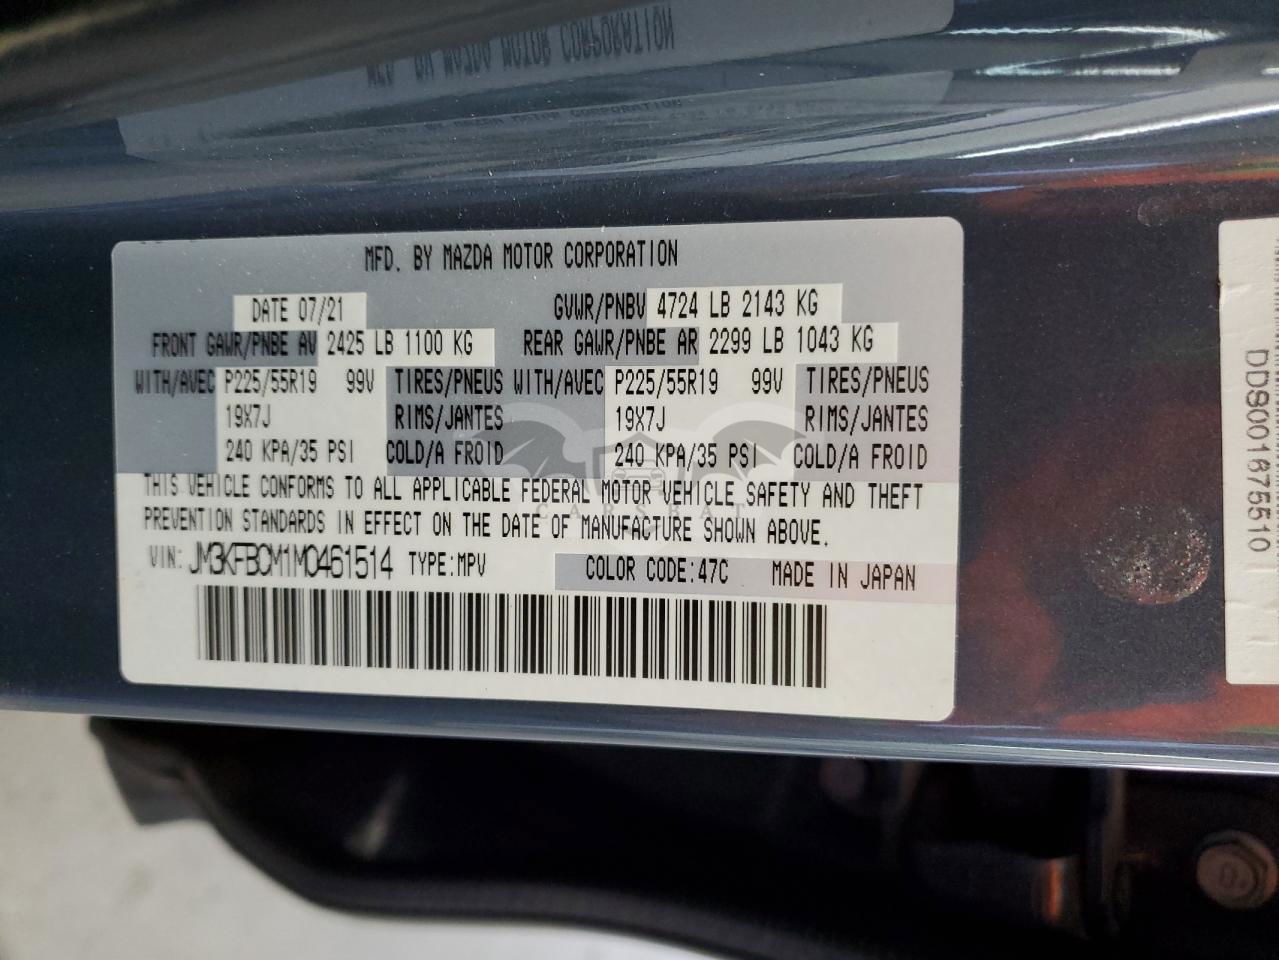 MFD. BY MAZDA MOTOR CORPORATION
DATE 07/21 GVWR/PNBV 4724 LB 2143 KG
FRONT GAWR/PNBE AV 2425 LB 1100 KG REAR GAWR/PNBE AR 2299 LB 1043 KG
WITH/AVEC P225/55R19 99V TIRES/PNEUS WITH/AVEC P225/55R19 99V TIRES/PNEUS
19X7J RIMS/JANTES 19X7J RIMS/JANTES
240 KPA/35 PSI COLD/A FROID 240 KPA/35 PSI COLD/A FROID
THIS VEHICLE CONFORMS TO ALL APPLICABLE FEDERAL MOTOR VEHICLE SAFETY AND THEFT
PREVENTION STANDARDS IN EFFECT ON THE DATE OF MANUFACTURE SHOWN ABOVE.
VIN: JM3KFBCM1M0461514 TYPE:MPV COLOR CODE:47C MADE IN JAPAN
DD8001675510
CARSBAT